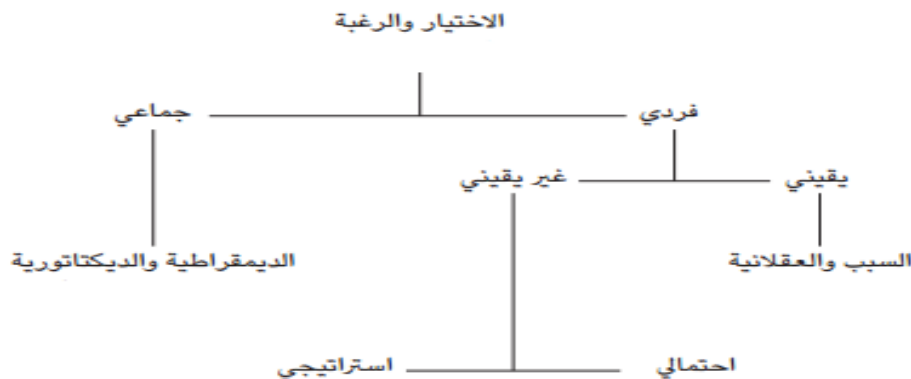 الاختيار والرغبة
فردي جماعي
يقيني غير يقيني
السبب والعقلانية الديمقراطية والديكتاتورية
احتمالي استراتيجي